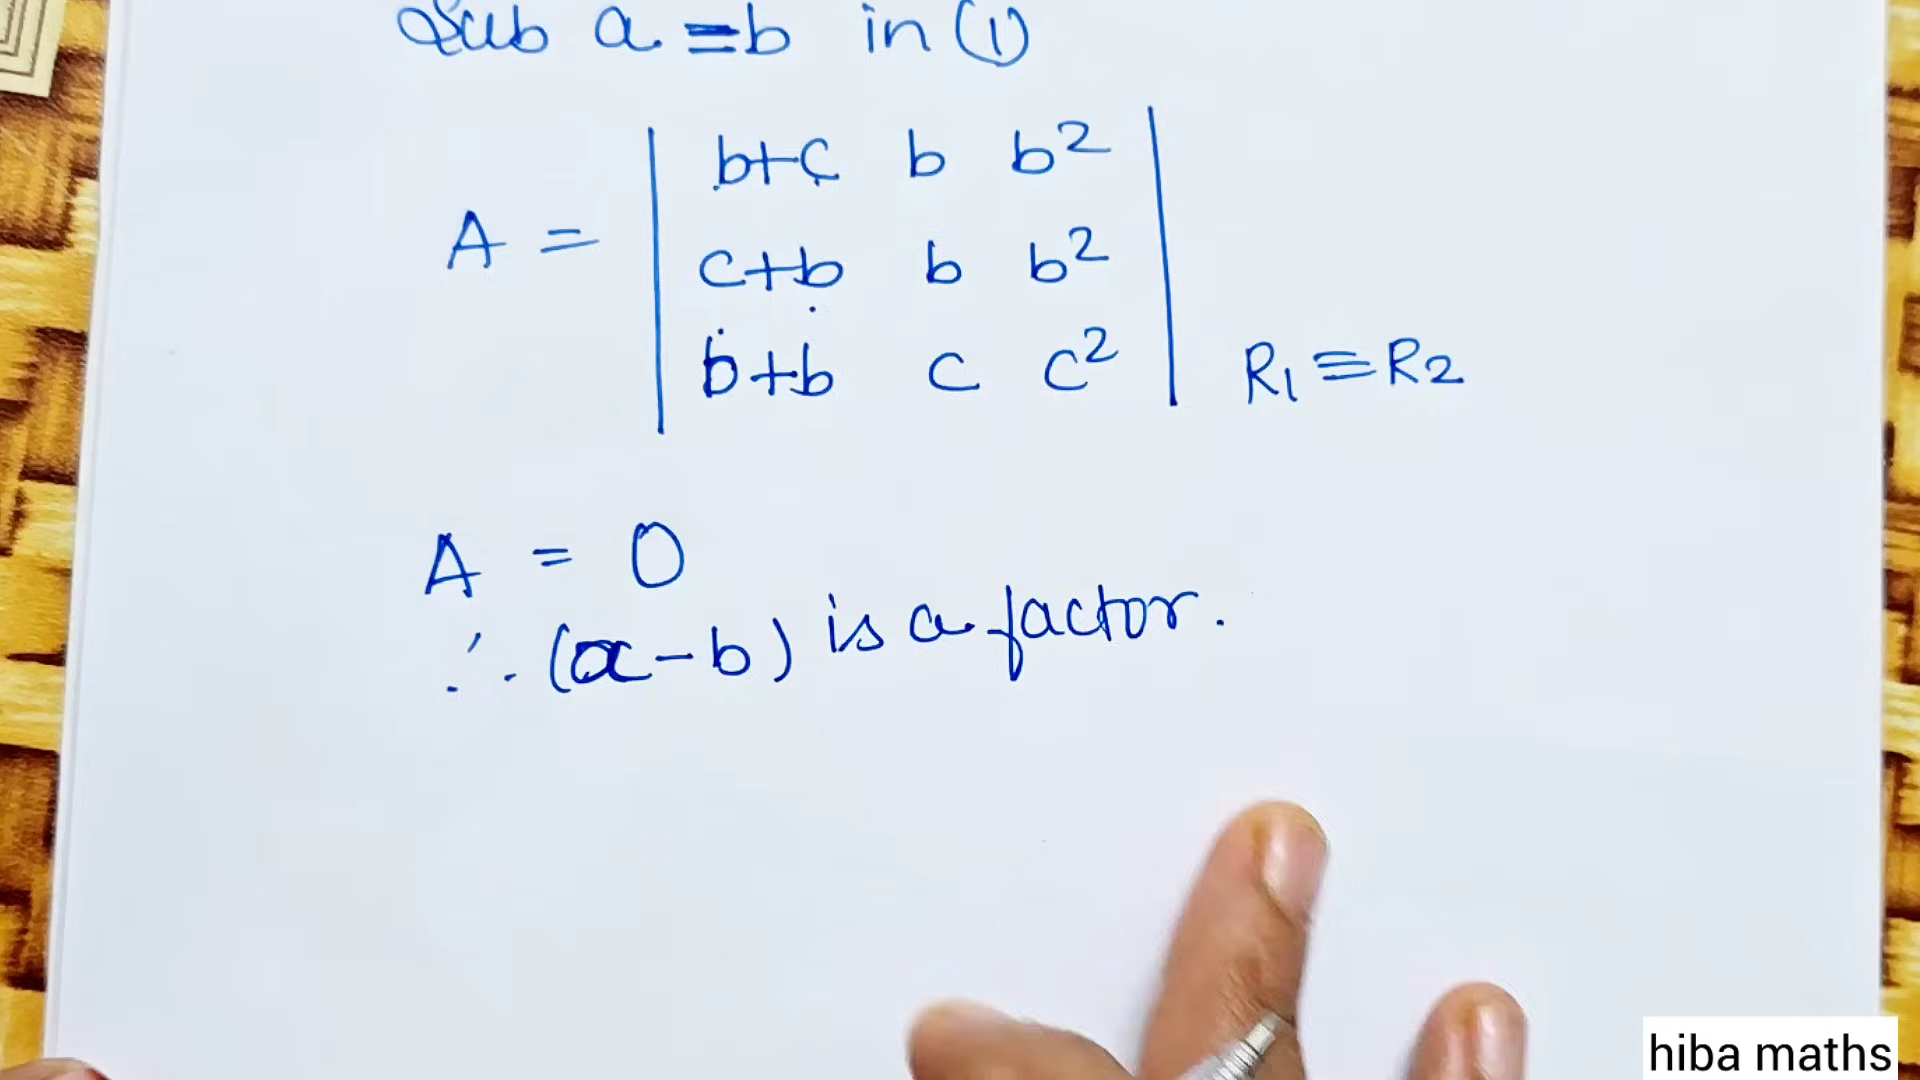 Sub a = b in (1)
b+c b b²
A = c+b b b²
b+b c c² R₁ ≡ R₂
A = 0
∴ (a-b) is a factor.
hiba maths